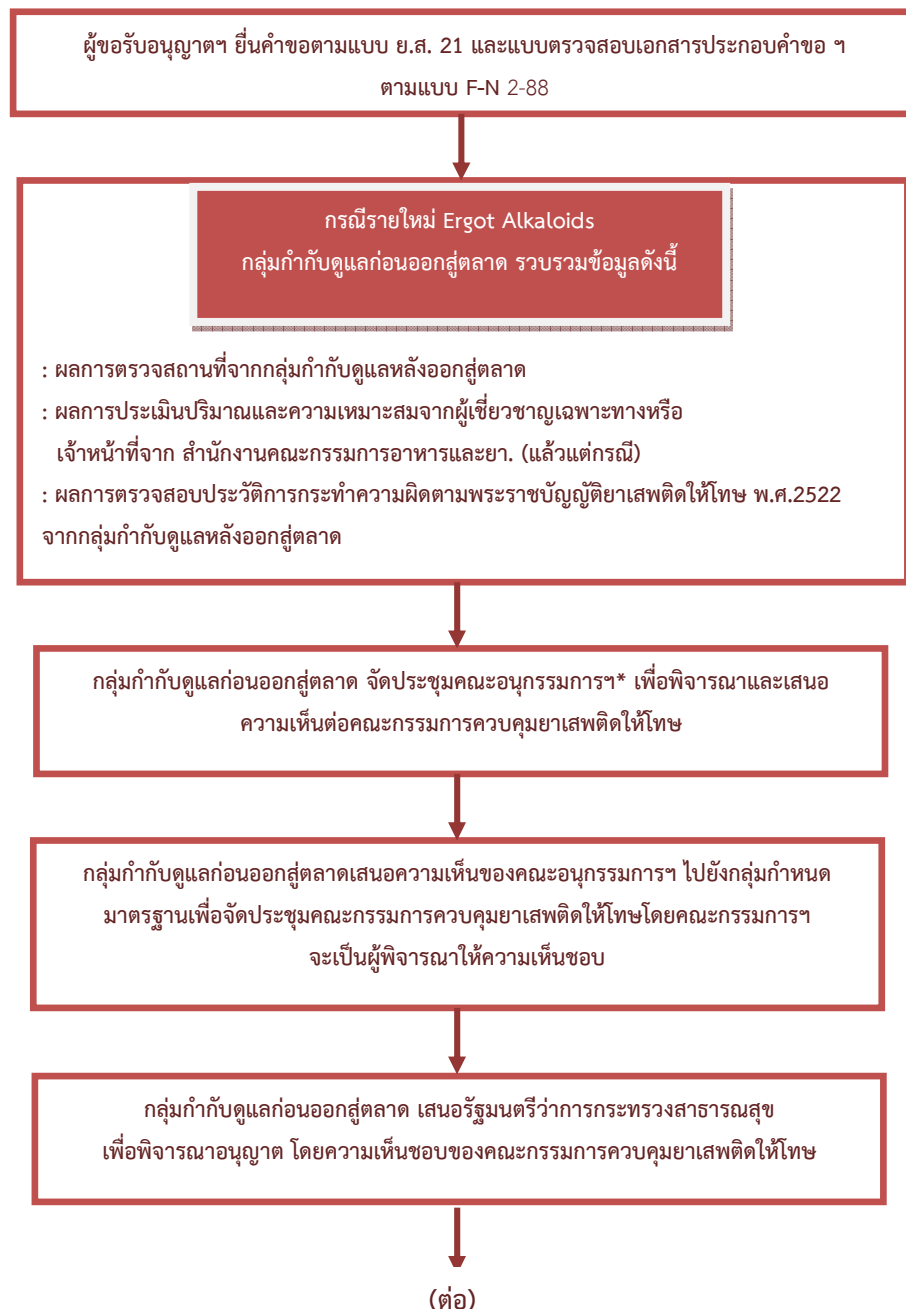 ผู้ขอรับอนุญาตฯ ยื่นคำขอตามแบบ ย.ส. 21 และแบบตรวจสอบเอกสารประกอบคำขอ ฯ
ตามแบบ F-N 2-88
กรณีรายใหม่ Ergot Alkaloids
กลุ่มกำกับดูแลก่อนออกสู่ตลาด รวบรวมข้อมูลดังนี้
: ผลการตรวจสถานที่จากกลุ่มกำกับดูแลหลังออกสู่ตลาด
: ผลการประเมินปริมาณและความเหมาะสมจากผู้เชี่ยวชาญเฉพาะทางหรือ
เจ้าหน้าที่จาก สำนักงานคณะกรรมการอาหารและยา. (แล้วแต่กรณี)
: ผลการตรวจสอบประวัติการกระทำความผิดตามพระราชบัญญัติยาเสพติดให้โทษ พ.ศ.2522
จากกลุ่มกำกับดูแลหลังออกสู่ตลาด
กลุ่มกำกับดูแลก่อนออกสู่ตลาด จัดประชุมคณะอนุกรรมการฯ* เพื่อพิจารณาและเสนอ
ความเห็นต่อคณะกรรมการควบคุมยาเสพติดให้โทษ
กลุ่มกำกับดูแลก่อนออกสู่ตลาดเสนอความเห็นของคณะอนุกรรมการฯ ไปยังกลุ่มกำหนด
มาตรฐานเพื่อจัดประชุมคณะกรรมการควบคุมยาเสพติดให้โทษโดยคณะกรรมการฯ
จะเป็นผู้พิจารณาให้ความเห็นชอบ
กลุ่มกำกับดูแลก่อนออกสู่ตลาด เสนอรัฐมนตรีว่าการกระทรวงสาธารณสุข
เพื่อพิจารณาอนุญาต โดยความเห็นชอบของคณะกรรมการควบคุมยาเสพติดให้โทษ
(ต่อ)